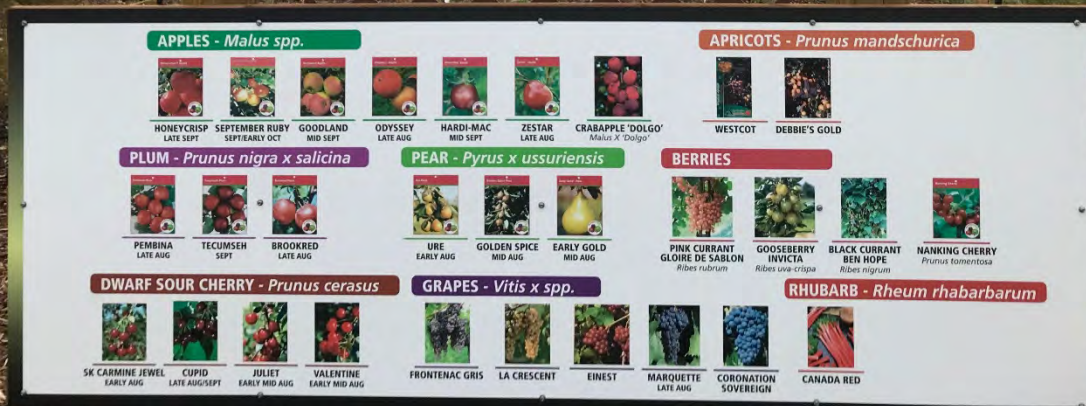 APPLES - Malus spp.
HONEYCRISP
LATE SEPT
SEPTEMBER RUBY
SEPT/EARLY OCT
GOODLAND
MID SEPT
ODYSSEY
LATE AUG
HARDI-MAC
MID SEPT
ZESTAR
LATE AUG
CRABAPPLE 'DOLGO'
Malus X 'Dolgo'
APRICOTS - Prunus mandschurica
WESTCOT
DEBBIE'S GOLD
PLUM - Prunus nigra x salicina
PEMBINA
LATE AUG
TECUMSEH
SEPT
BROOKRED
LATE AUG
PEAR - Pyrus x ussuriensis
URE
EARLY AUG
GOLDEN SPICE
MID AUG
EARLY GOLD
MID AUG
BERRIES
PINK CURRANT
GLOIRE DE SABLON
Ribes rubrum
GOOSEBERRY
INVICTA
Ribes uva-crispa
BLACK CURRANT
BEN HOPE
Ribes nigrum
NANKING CHERRY
Prunus tomentosa
DWARF SOUR CHERRY - Prunus cerasus
SK CARMINE JEWEL
EARLY AUG
CUPID
LATE AUG/SEPT
JULIET
EARLY MID AUG
VALENTINE
EARLY MID AUG
GRAPES - Vitis x spp.
FRONTENAC GRIS
LA CRESCENT
EINEST
MARQUETTE
LATE AUG
CORONATION
SOVEREIGN
RHUBARB - Rheum rhabarbarum
CANADA RED